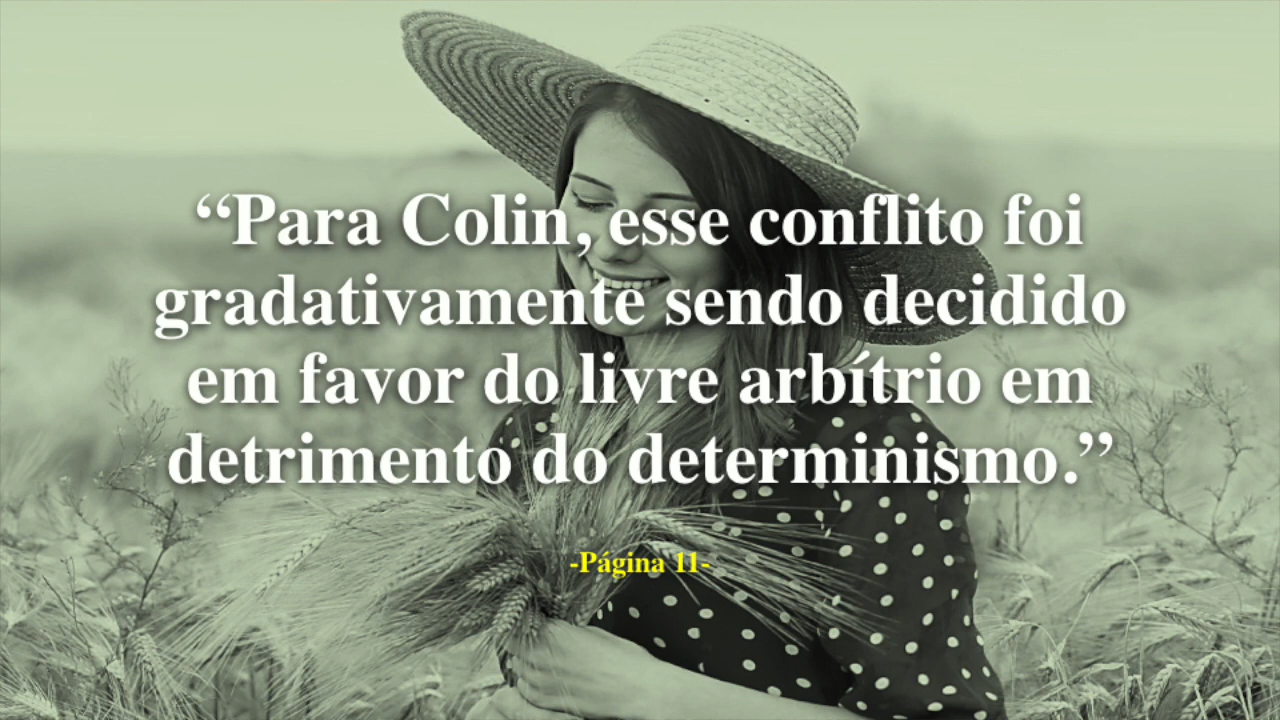 “Para Colin, esse conflito foi
gradativamente sendo decidido
em favor do livre arbítrio em
detrimento do determinismo.”
-Página 11-